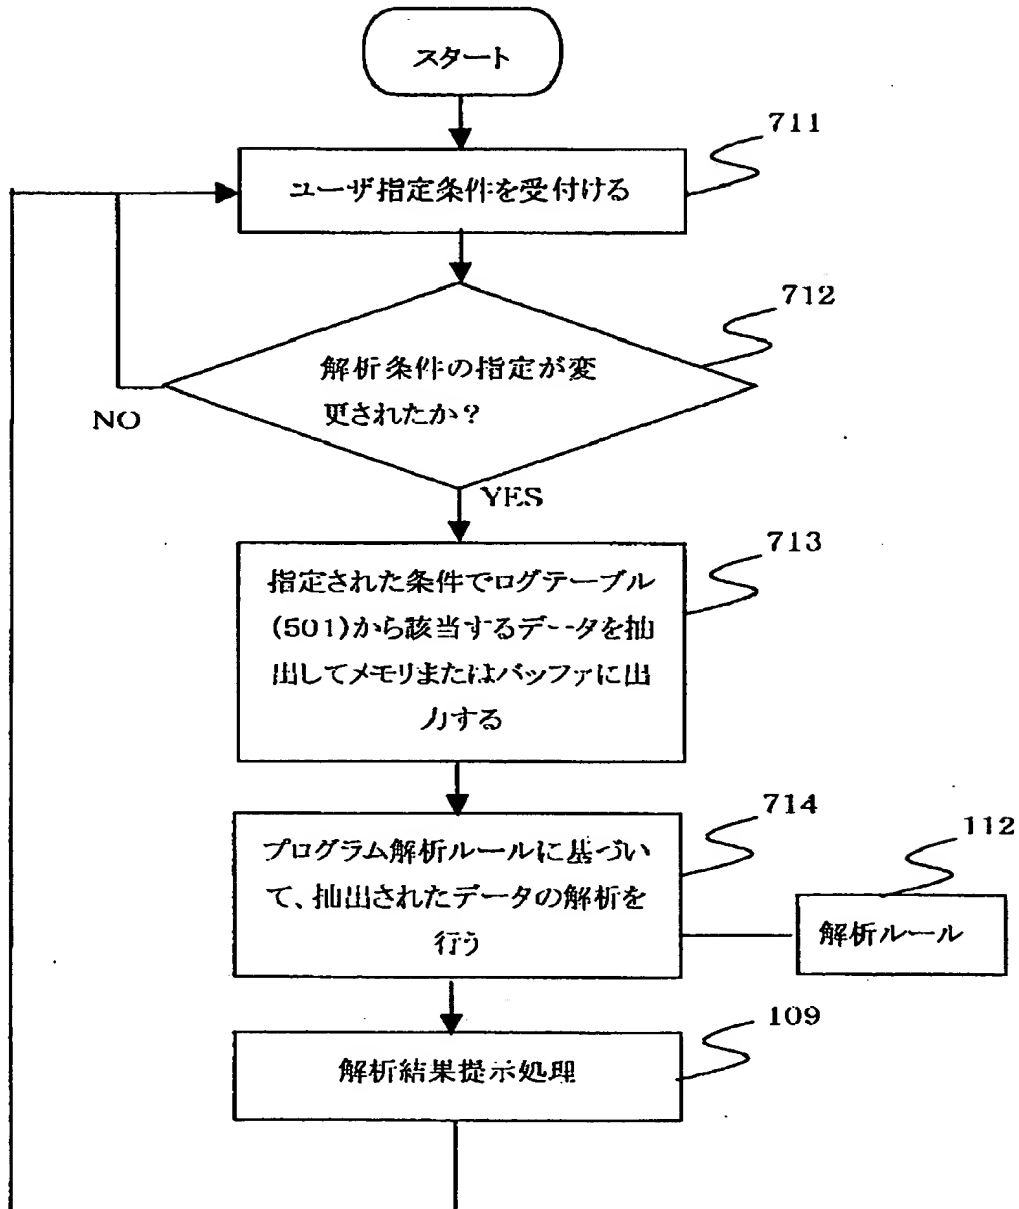 スタート
711
ユーザ指定条件を受付ける
712
解析条件の指定が変
更されたか？
NO
YES
713
指定された条件でログテーブル
(501)から該当するデータを抽
出してメモリまたはバッファに出
力する
714
プログラム解析ルールに基づい
て、抽出されたデータの解析を
行う
112
解析ルール
109
解析結果提示処理